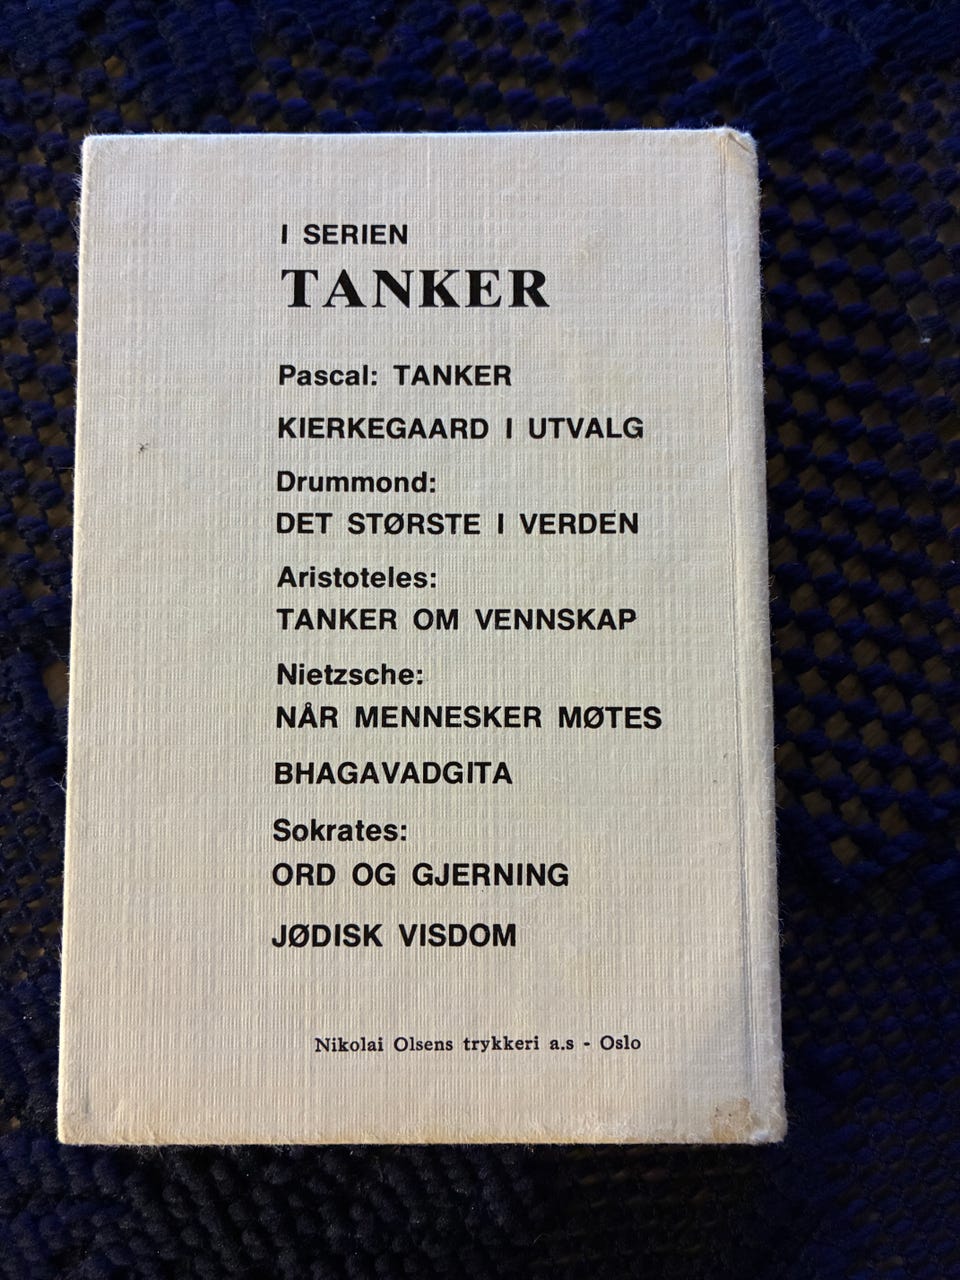 I SERIEN
TANKER
Pascal: TANKER
KIERKEGAARD I UTVALG
Drummond:
DET STØRSTE I VERDEN
Aristoteles:
TANKER OM VENNSKAP
Nietzsche:
NÅR MENNESKER MØTES
BHAGAVADGITA
Sokrates:
ORD OG GJERNING
JØDISK VISDOM
Nikolai Olsens trykkeri a.s - Oslo